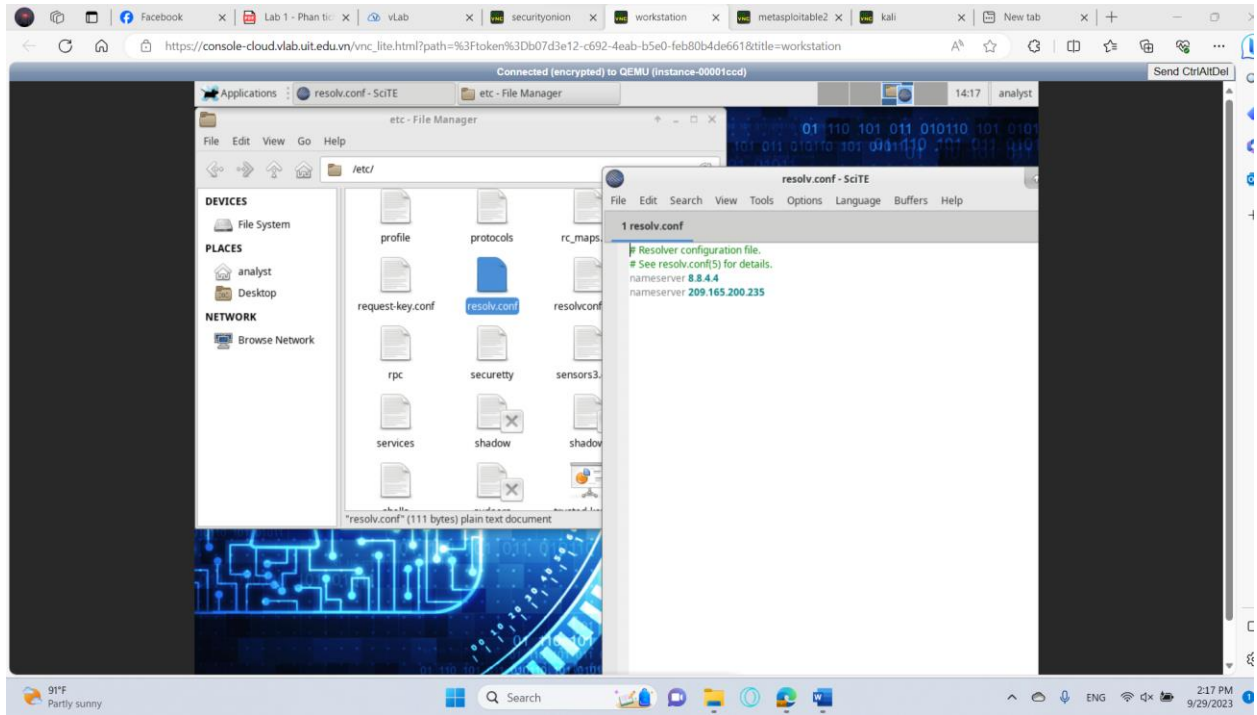 Facebook
Lab 1 - Phan tic
vLab
securityonion
workstation
metasploitable2
kali
New tab
https://console-cloud.vlab.uit.edu.vn/vnc_lite.html?path=%3Ftoken%3Db07d3e12-c692-4eab-b5e0-feb80b4de661&title=workstation
Connected (encrypted) to QEMU (instance-00001ccd)
Send CtrlAltDel
Applications
resolv.conf - SciTE
etc - File Manager
14:17
analyst
etc - File Manager
File Edit View Go Help
/etc/
DEVICES
File System
PLACES
analyst
Desktop
NETWORK
Browse Network
profile
protocols
rc_maps.
request-key.conf
resolv.conf
resolvconf
rpc
securetty
sensors3.
services
shadow
shadow
"resolv.conf" (111 bytes) plain text document
resolv.conf - SciTE
File Edit Search View Tools Options Language Buffers Help
1 resolv.conf
# Resolver configuration file.
# See resolv.conf(5) for details.
nameserver 8.8.4.4
nameserver 209.165.200.235
91°F
Partly sunny
Search
ENG
2:17 PM
9/29/2023